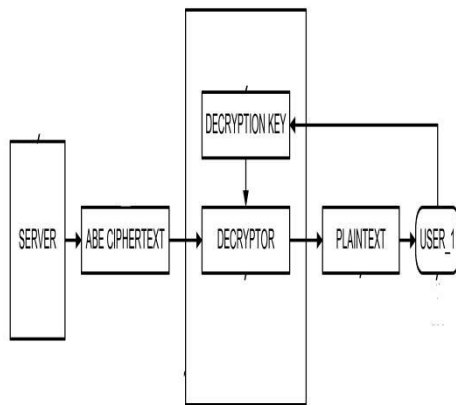 DECRYPTION KEY
SERVER
ABE CIPHERTEXT
DECRYPTOR
PLAINTEXT
USER_1